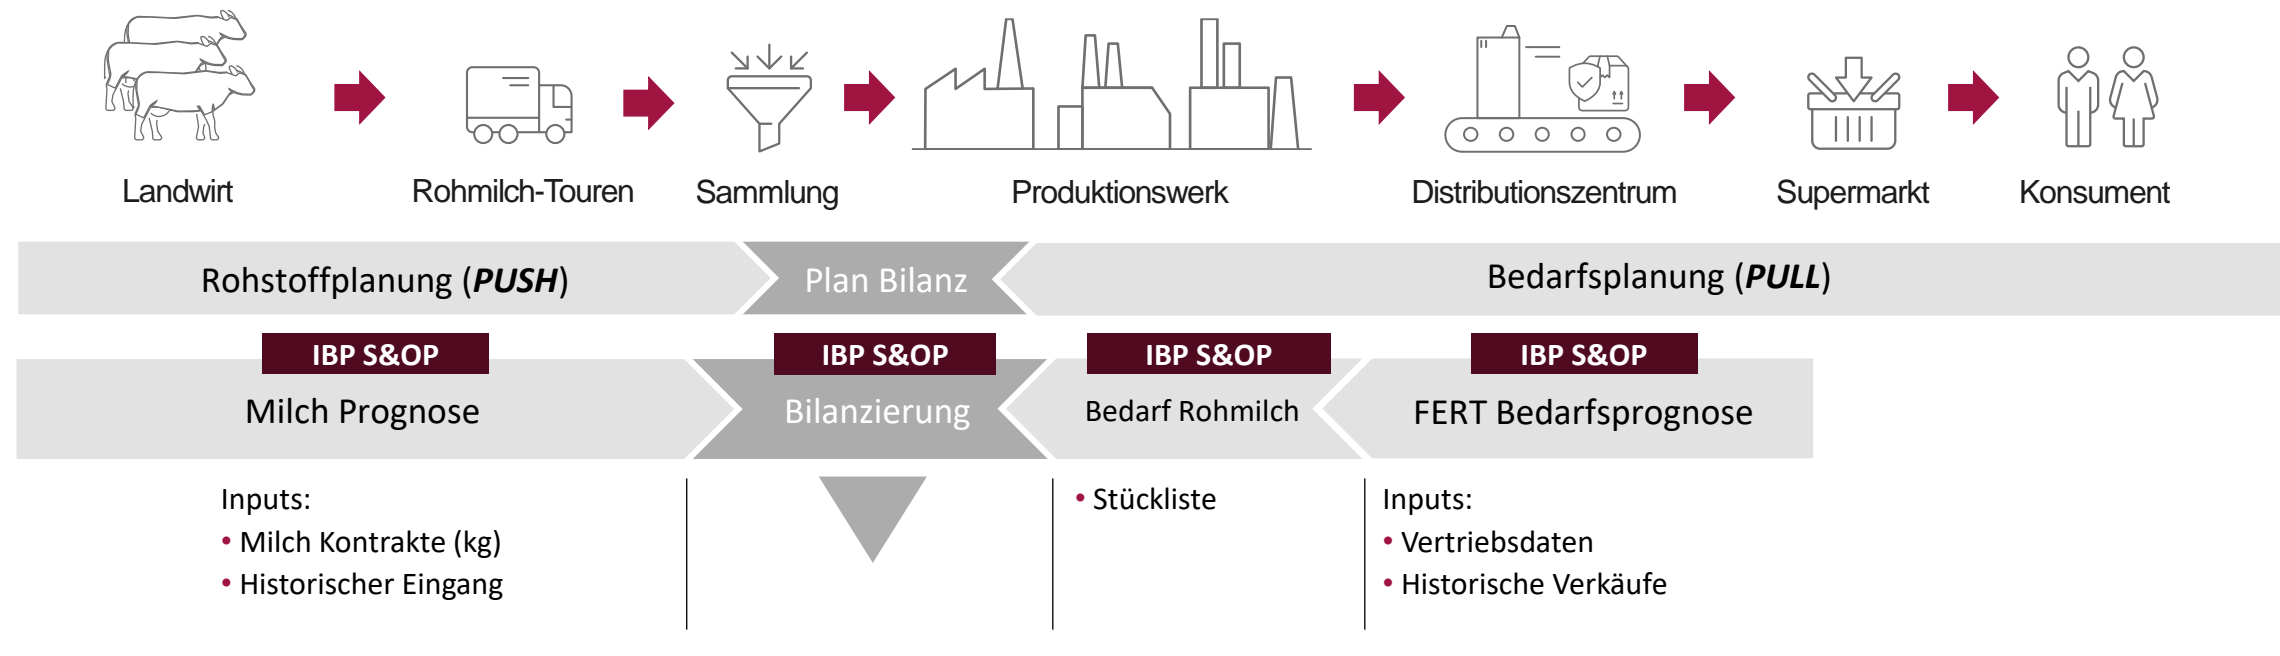 Landwirt
Rohmilch-Touren
Sammlung
Produktionswerk
Distributionszentrum
Supermarkt
Konsument
Rohstoffplanung (PUSH)
Plan Bilanz
Bedarfsplanung (PULL)
IBP S&OP
IBP S&OP
IBP S&OP
IBP S&OP
Milch Prognose
Bilanzierung
Bedarf Rohmilch
FERT Bedarfsprognose
Inputs:
• Milch Kontrakte (kg)
• Historischer Eingang
• Stückliste
Inputs:
• Vertriebsdaten
• Historische Verkäufe